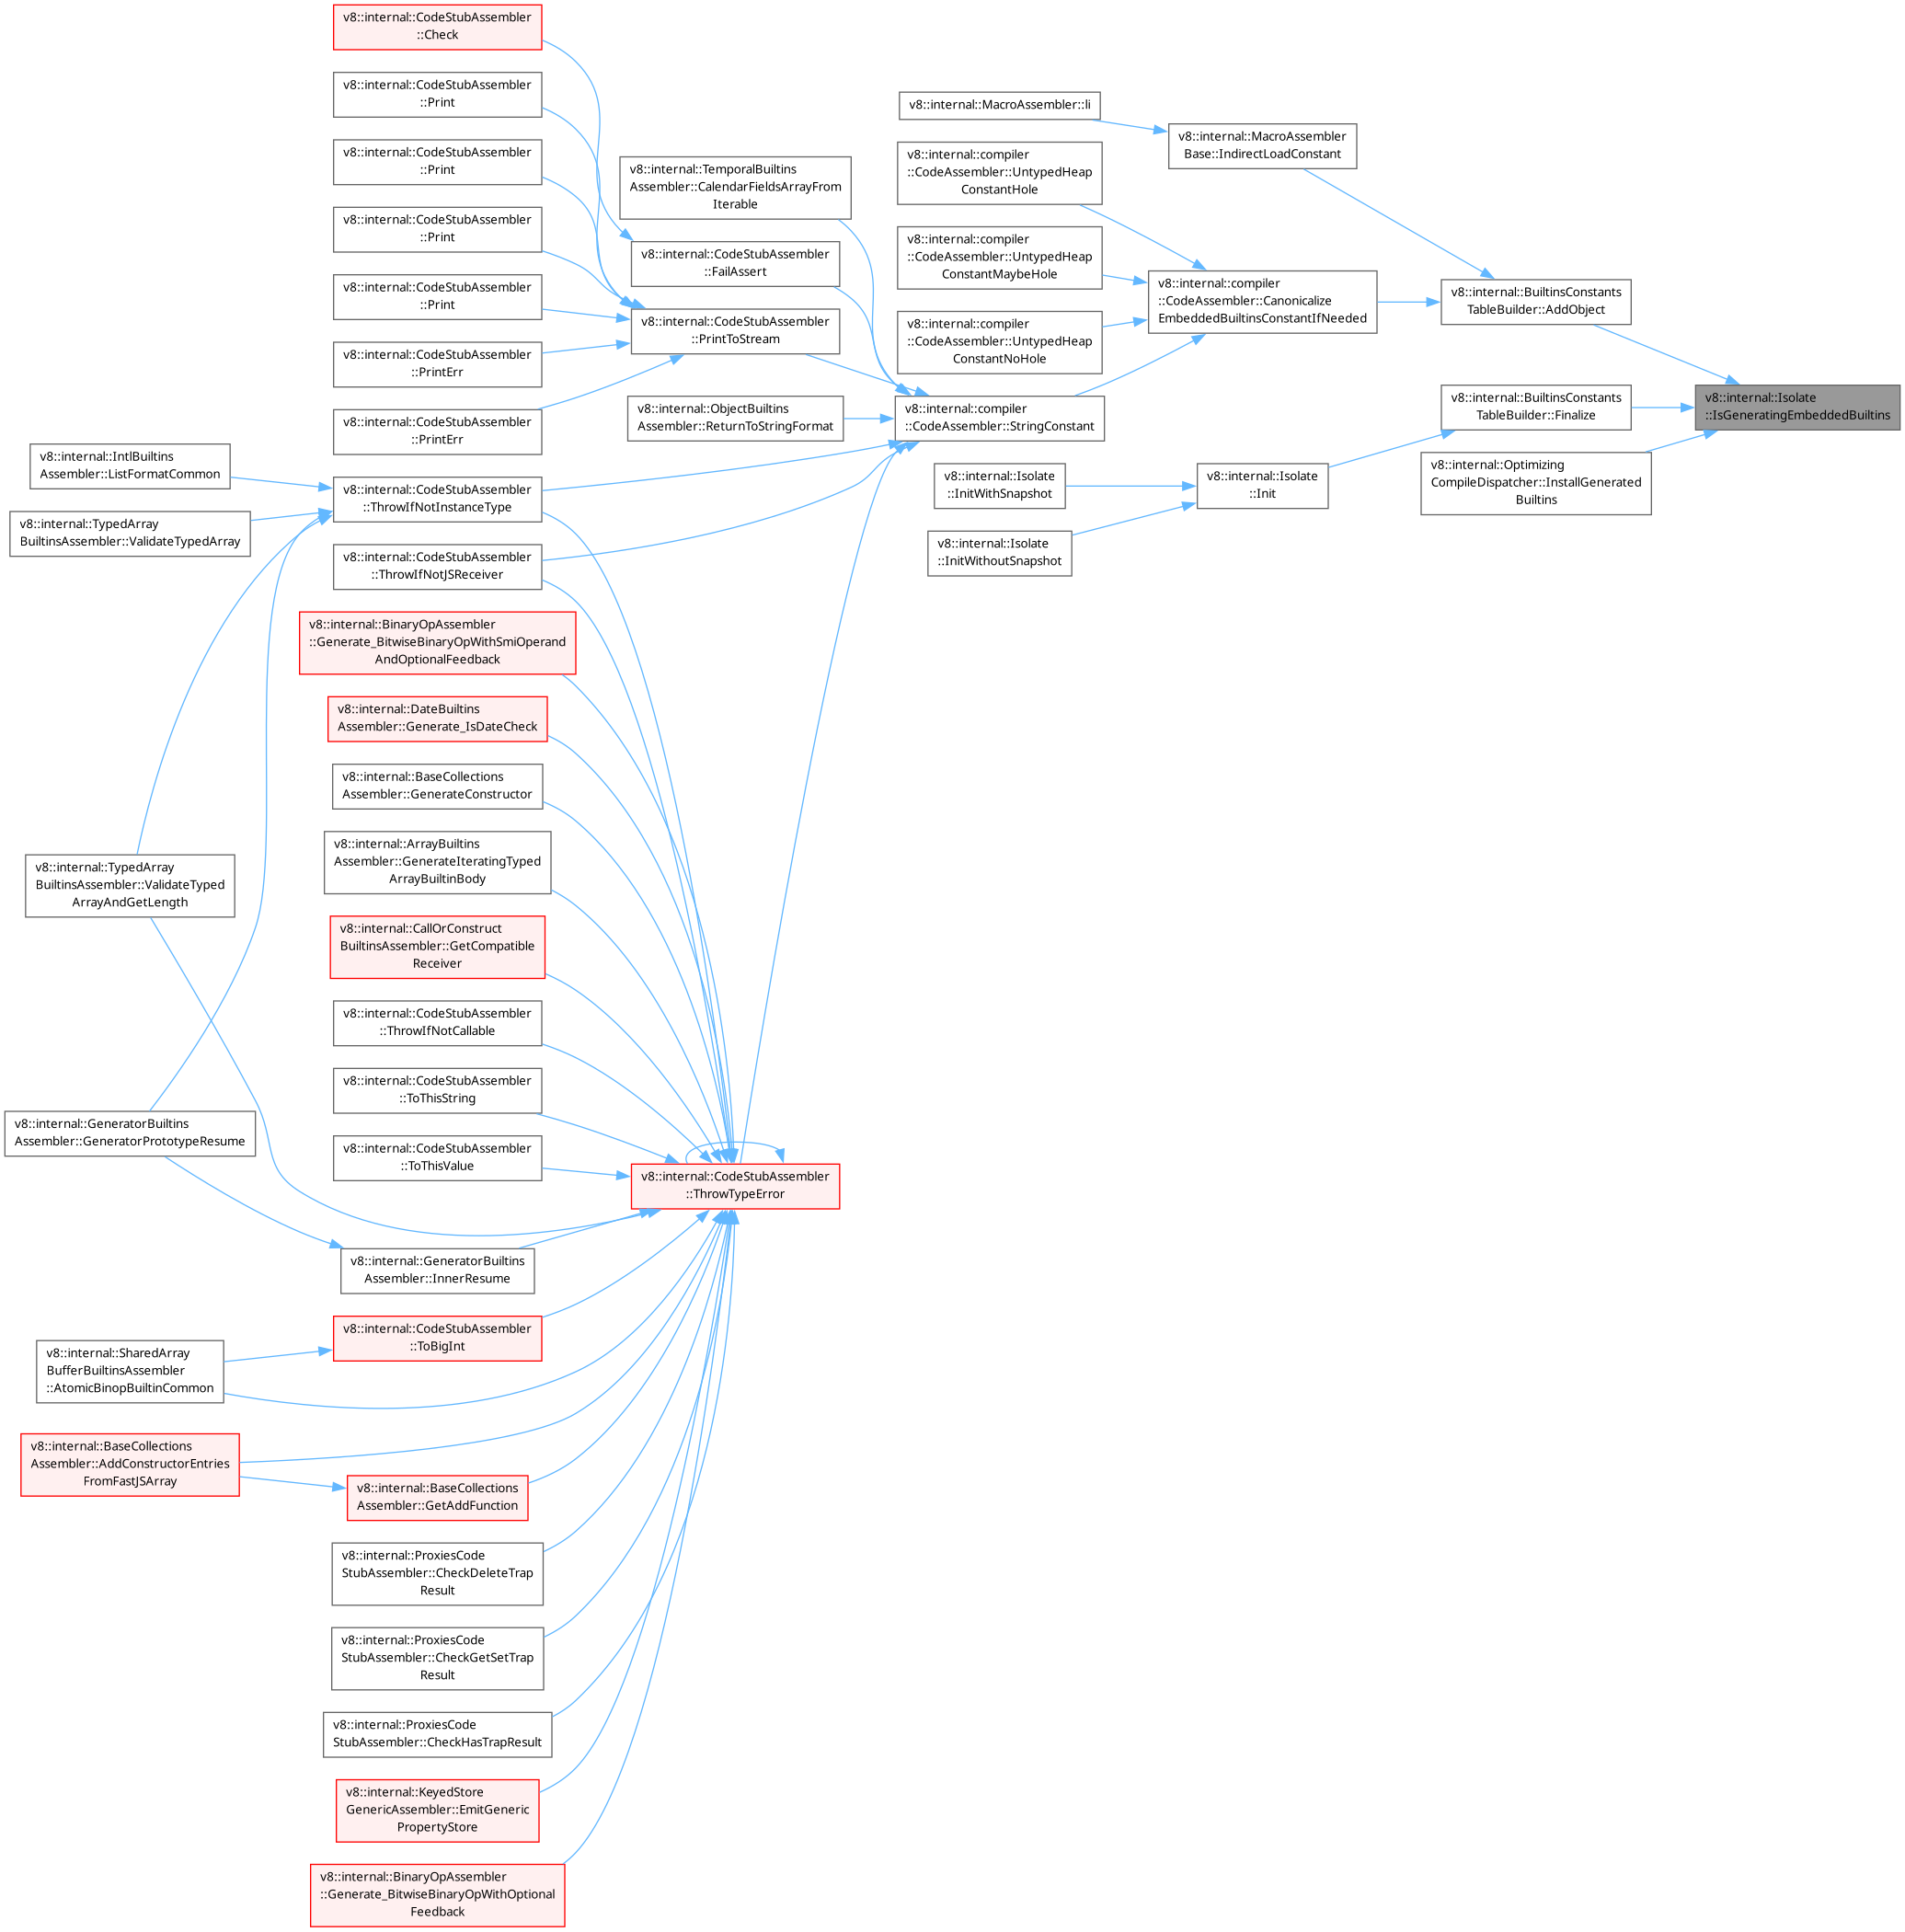 v8::internal::CodeStubAssembler
::Check
v8::internal::CodeStubAssembler
::Print
v8::internal::CodeStubAssembler
::Print
v8::internal::CodeStubAssembler
::Print
v8::internal::CodeStubAssembler
::Print
v8::internal::CodeStubAssembler
::PrintErr
v8::internal::CodeStubAssembler
::PrintErr
v8::internal::IntlBuiltins
Assembler::ListFormatCommon
v8::internal::TypedArray
BuiltinsAssembler::ValidateTypedArray
v8::internal::CodeStubAssembler
::ThrowIfNotInstanceType
v8::internal::CodeStubAssembler
::ThrowIfNotJSReceiver
v8::internal::BinaryOpAssembler
::Generate_BitwiseBinaryOpWithSmiOperand
AndOptionalFeedback
v8::internal::DateBuiltins
Assembler::Generate_IsDateCheck
v8::internal::BaseCollections
Assembler::GenerateConstructor
v8::internal::ArrayBuiltins
Assembler::GenerateIteratingTyped
ArrayBuiltinBody
v8::internal::TypedArray
BuiltinsAssembler::ValidateTyped
ArrayAndGetLength
v8::internal::CallOrConstruct
BuiltinsAssembler::GetCompatible
Receiver
v8::internal::CodeStubAssembler
::ThrowIfNotCallable
v8::internal::CodeStubAssembler
::ToThisString
v8::internal::GeneratorBuiltins
Assembler::GeneratorPrototypeResume
v8::internal::CodeStubAssembler
::ToThisValue
v8::internal::GeneratorBuiltins
Assembler::InnerResume
v8::internal::CodeStubAssembler
::ToBigInt
v8::internal::SharedArray
BufferBuiltinsAssembler
::AtomicBinopBuiltinCommon
v8::internal::BaseCollections
Assembler::AddConstructorEntries
FromFastJSArray
v8::internal::BaseCollections
Assembler::GetAddFunction
v8::internal::ProxiesCode
StubAssembler::CheckDeleteTrap
Result
v8::internal::ProxiesCode
StubAssembler::CheckGetSetTrap
Result
v8::internal::ProxiesCode
StubAssembler::CheckHasTrapResult
v8::internal::KeyedStore
GenericAssembler::EmitGeneric
PropertyStore
v8::internal::BinaryOpAssembler
::Generate_BitwiseBinaryOpWithOptional
Feedback
v8::internal::TemporalBuiltins
Assembler::CalendarFieldsArrayFrom
Iterable
v8::internal::CodeStubAssembler
::FailAssert
v8::internal::CodeStubAssembler
::PrintToStream
v8::internal::ObjectBuiltins
Assembler::ReturnToStringFormat
v8::internal::CodeStubAssembler
::ThrowTypeError
v8::internal::MacroAssembler::li
v8::internal::compiler
::CodeAssembler::UntypedHeap
ConstantHole
v8::internal::compiler
::CodeAssembler::UntypedHeap
ConstantMaybeHole
v8::internal::compiler
::CodeAssembler::UntypedHeap
ConstantNoHole
v8::internal::compiler
::CodeAssembler::StringConstant
v8::internal::Isolate
::InitWithSnapshot
v8::internal::Isolate
::InitWithoutSnapshot
v8::internal::MacroAssembler
Base::IndirectLoadConstant
v8::internal::compiler
::CodeAssembler::Canonicalize
EmbeddedBuiltinsConstantIfNeeded
v8::internal::Isolate
::Init
v8::internal::BuiltinsConstants
TableBuilder::AddObject
v8::internal::BuiltinsConstants
TableBuilder::Finalize
v8::internal::Optimizing
CompileDispatcher::InstallGenerated
Builtins
v8::internal::Isolate
::IsGeneratingEmbeddedBuiltins